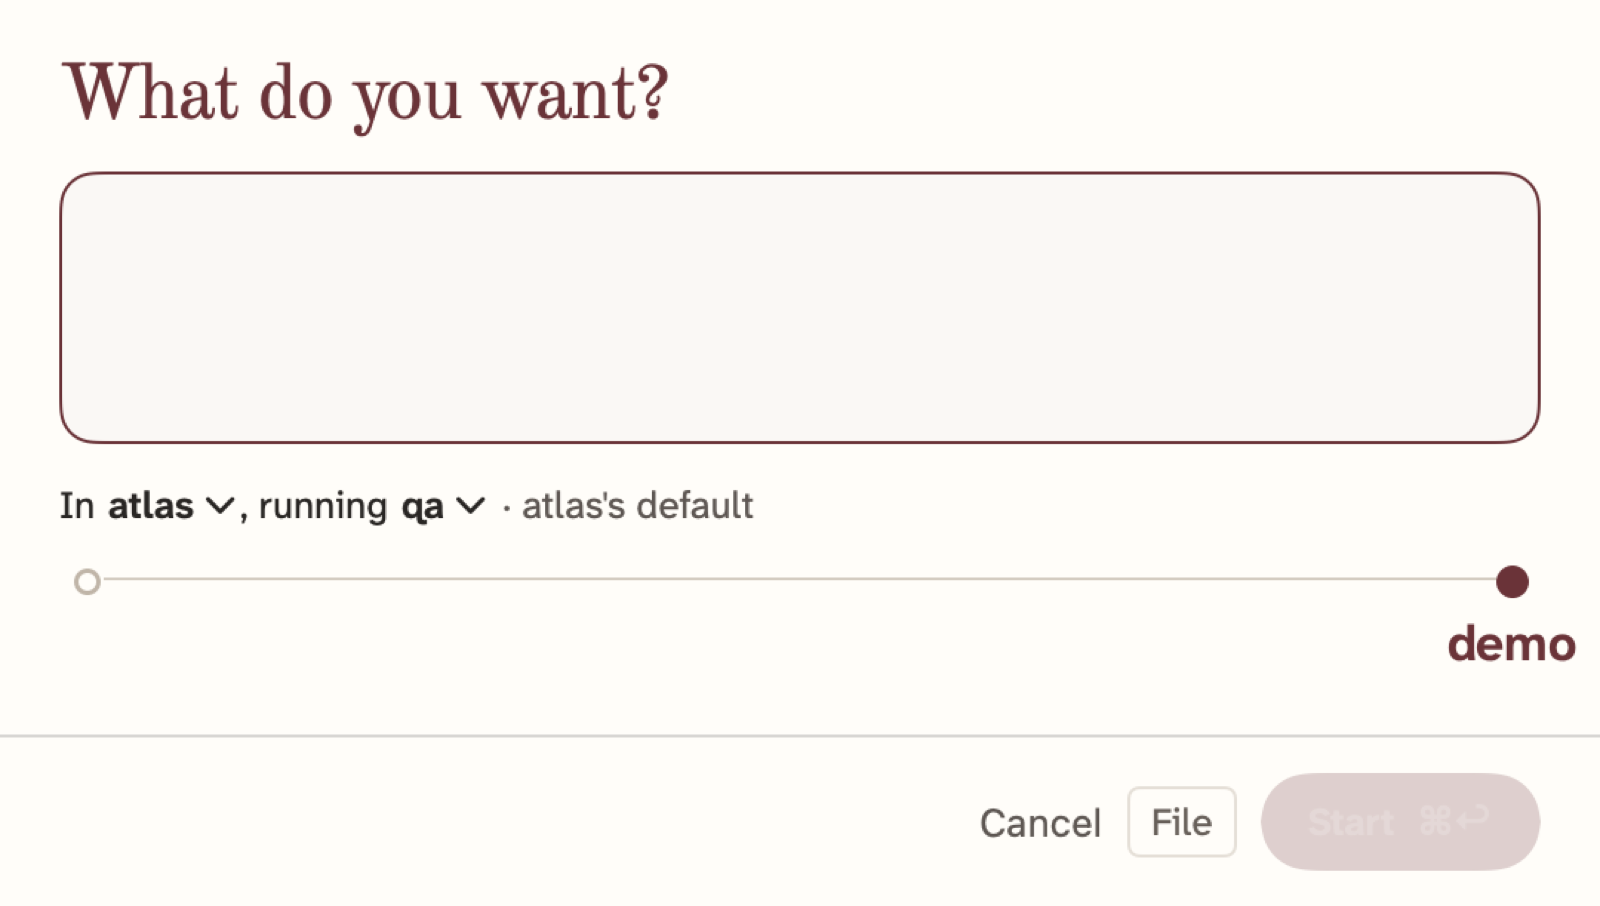 What do you want?
In atlas, running qa · atlas's default
demo
Cancel File Start ⌘↩